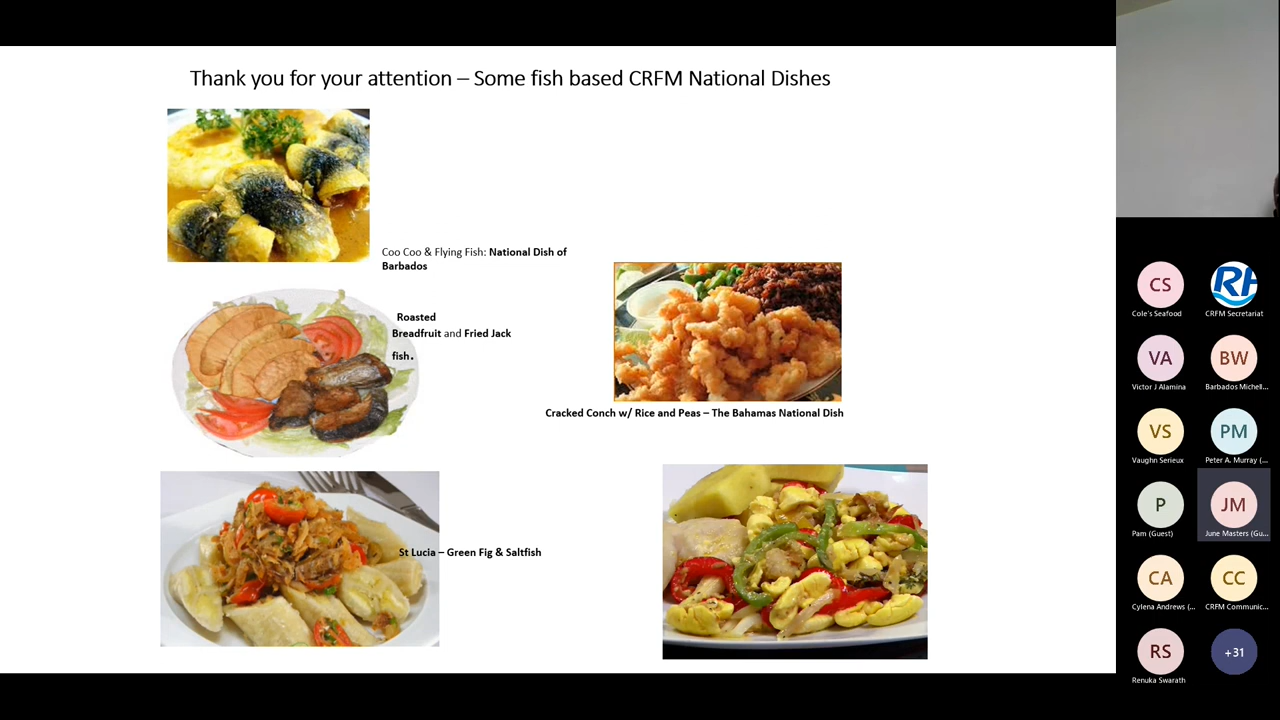 Thank you for your attention – Some fish based CRFM National Dishes
Coo Coo & Flying Fish: National Dish of
Barbados
Roasted
Breadfruit and Fried Jack
fish.
Cracked Conch w/ Rice and Peas – The Bahamas National Dish
St Lucia – Green Fig & Saltfish
CS
Cole's Seafood
CRFM Secretariat
VA
Victor J Alamina
BW
Barbados Michell...
VS
Vaughn Serieux
PM
Peter A. Murray (...
P
Pam (Guest)
JM
June Masters (Gu...
CA
Cylena Andrews (...
CC
CRFM Communic...
RS
Renuka Swarath
+31